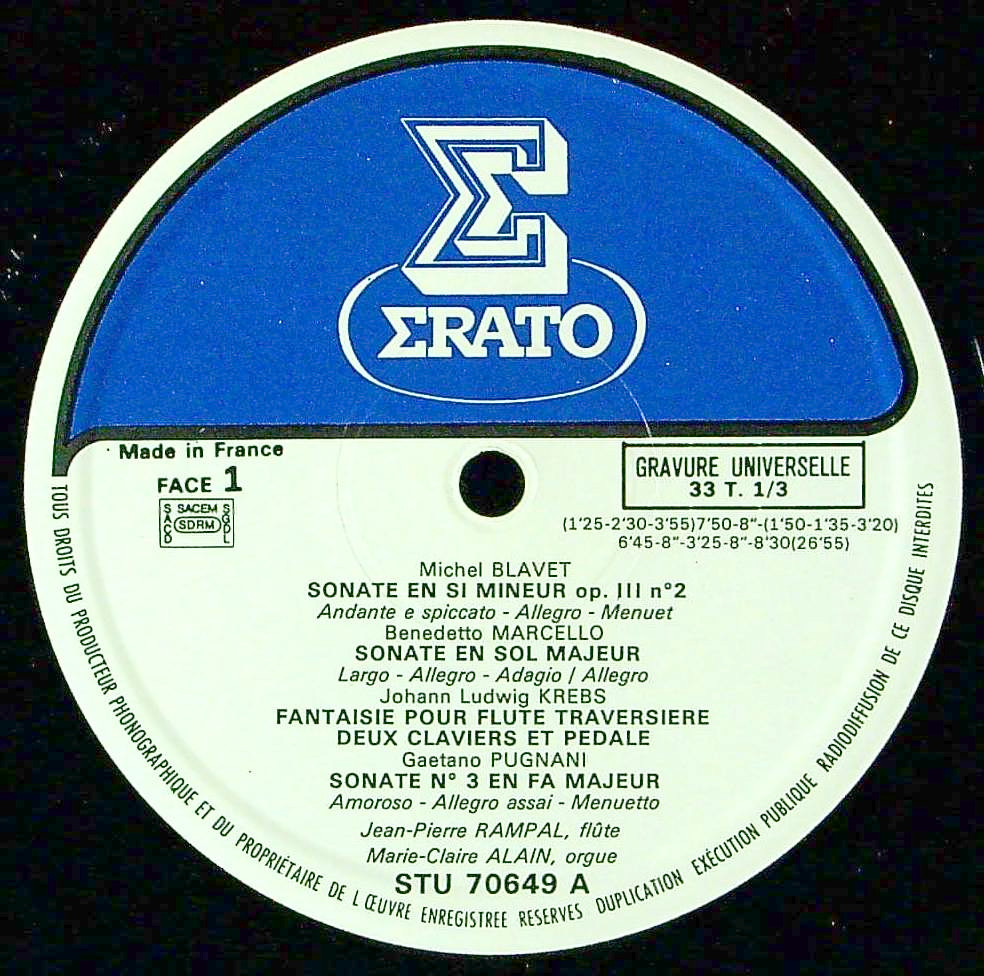 Σ
ΣRATO
Made in France
FACE 1
SACEM
SACD
SDRM
SGDL
GRAVURE UNIVERSELLE
33 T. 1/3
(1'25-2'30-3'55)7'50-8"-(1'50-1'35-3'20)
6'45-8"-3'25-8"-8'30(26'55)
Michel BLAVET
SONATE EN SI MINEUR op. III n°2
Andante e spiccato - Allegro - Menuet
Benedetto MARCELLO
SONATE EN SOL MAJEUR
Largo - Allegro - Adagio / Allegro
Johann Ludwig KREBS
FANTAISIE POUR FLUTE TRAVERSIERE
DEUX CLAVIERS ET PEDALE
Gaetano PUGNANI
SONATE N° 3 EN FA MAJEUR
Amoroso - Allegro assai - Menuetto
Jean-Pierre RAMPAL, flûte
Marie-Claire ALAIN, orgue
STU 70649 A
TOUS DROITS DU PRODUCTEUR PHONOGRAPHIQUE ET DU PROPRIÉTAIRE DE L ŒUVRE ENREGISTREE RESERVES DUPLICATION EXÉCUTION PUBLIQUE RADIODIFFUSION DE CE DISQUE INTERDITES